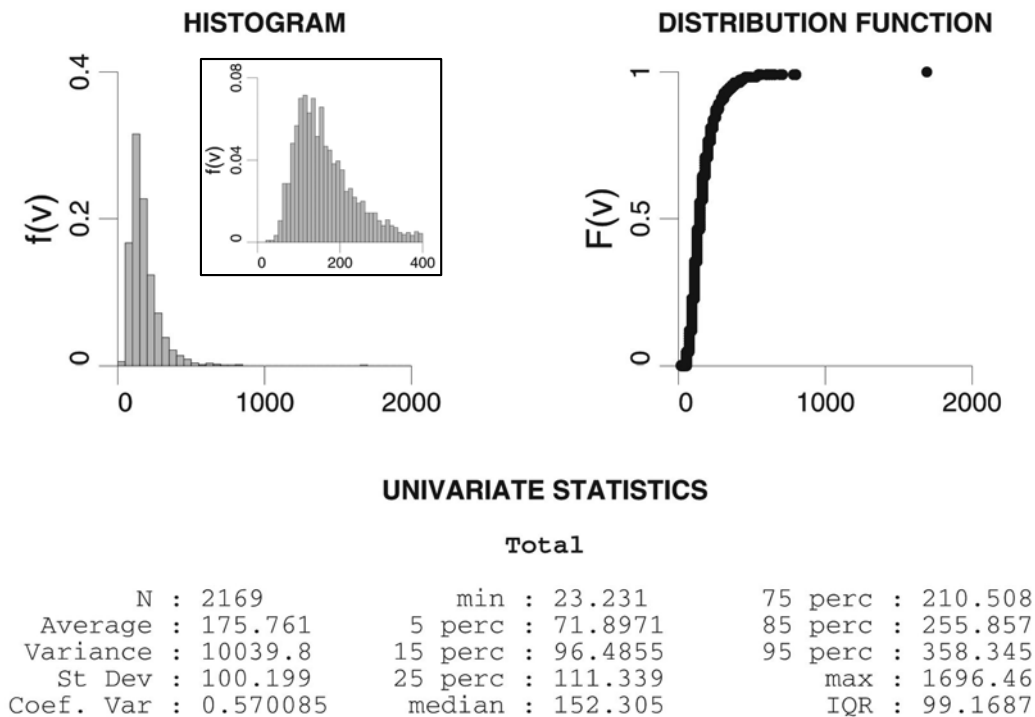 HISTOGRAM
f(v)
0.4
0.2
0
0 1000 2000
f(v)
0.08
0.04
0
0 200 400
DISTRIBUTION FUNCTION
F(v)
1
0.5
0
0 1000 2000
UNIVARIATE STATISTICS
Total
N : 2169 min : 23.231 75 perc : 210.508
Average : 175.761 5 perc : 71.8971 85 perc : 255.857
Variance : 10039.8 15 perc : 96.4855 95 perc : 358.345
St Dev : 100.199 25 perc : 111.339 max : 1696.46
Coef. Var : 0.570085 median : 152.305 IQR : 99.1687